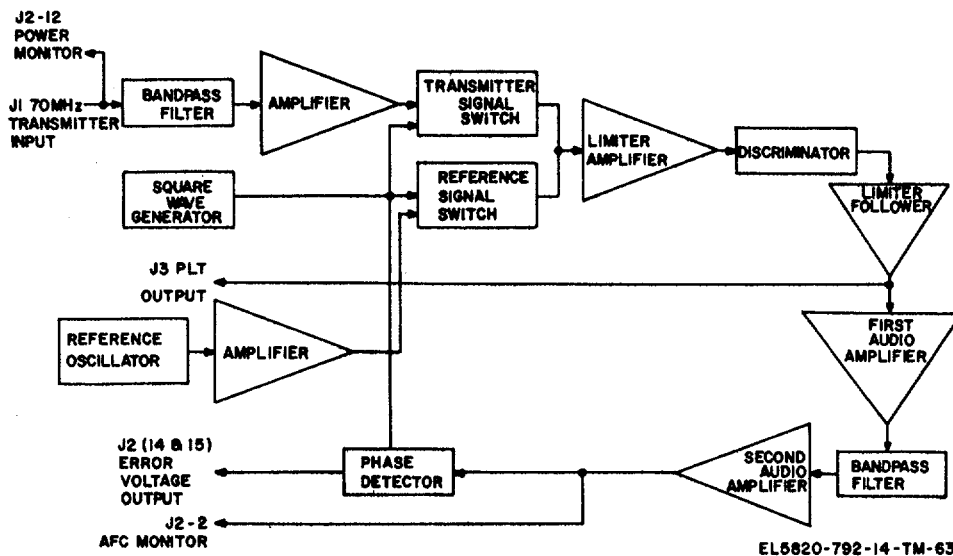 J2-12
POWER
MONITOR
J1 70MHz
TRANSMITTER
INPUT
BANDPASS
FILTER
AMPLIFIER
TRANSMITTER
SIGNAL
SWITCH
LIMITER
AMPLIFIER
DISCRIMINATOR
SQUARE
WAVE
GENERATOR
REFERENCE
SIGNAL
SWITCH
LIMITER
FOLLOWER
J3 PLT
OUTPUT
REFERENCE
OSCILLATOR
AMPLIFIER
FIRST
AUDIO
AMPLIFIER
J2 (14 & 15)
ERROR
VOLTAGE
OUTPUT
PHASE
DETECTOR
SECOND
AUDIO
AMPLIFIER
BANDPASS
FILTER
J2-2
AFC MONITOR
EL5820-792-14-TM-63